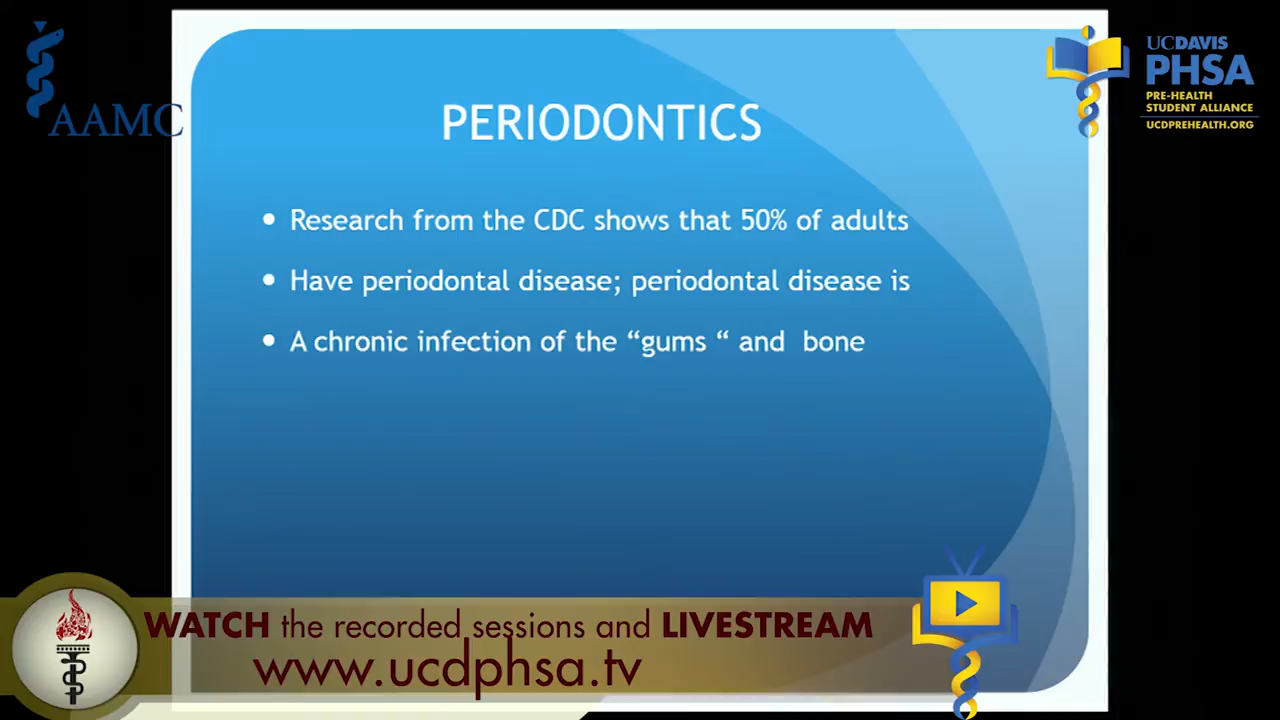 AAMC
UCDAVIS
PHSA
PRE-HEALTH
STUDENT ALLIANCE
UCDPREHEALTH.ORG
PERIODONTICS
• Research from the CDC shows that 50% of adults
• Have periodontal disease; periodontal disease is
• A chronic infection of the “gums “ and bone
WATCH the recorded sessions and LIVESTREAM
www.ucdphsa.tv